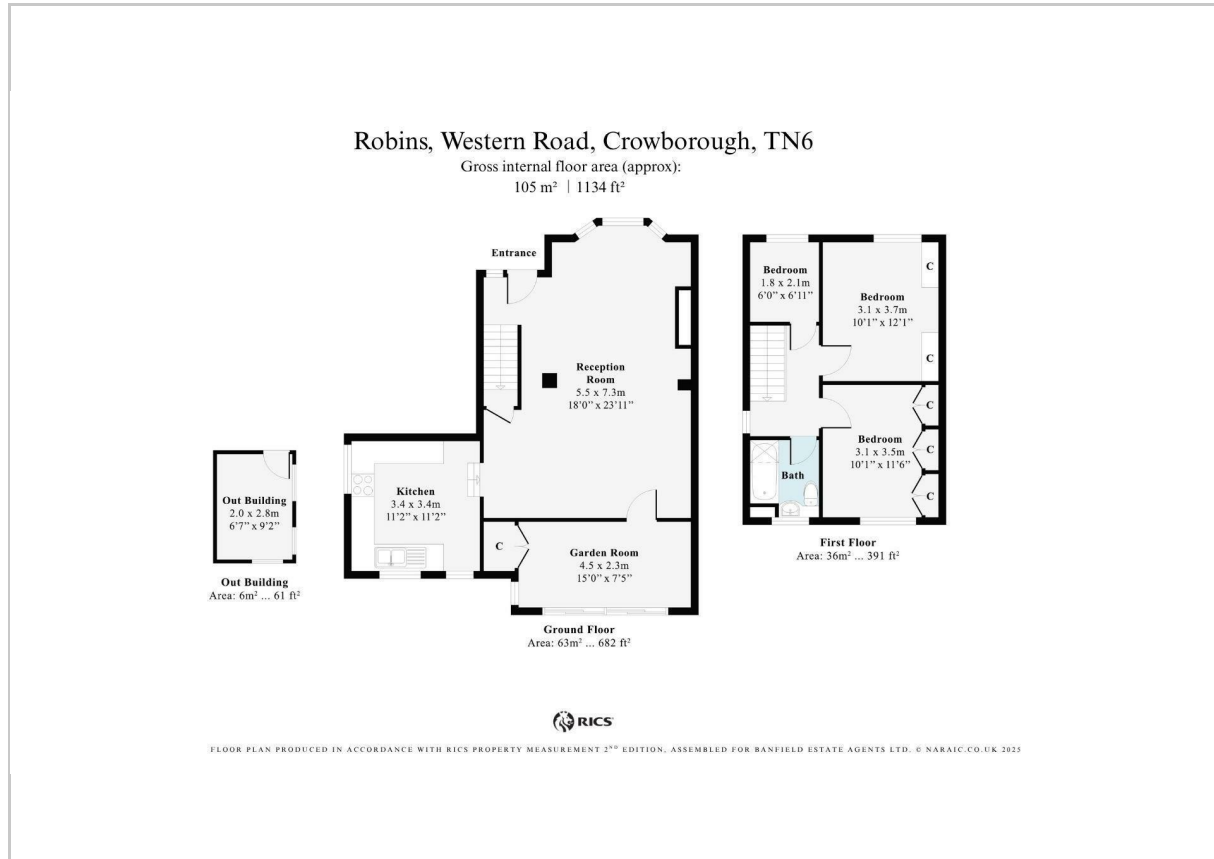 Robins, Western Road, Crowborough, TN6
Gross internal floor area (approx):
105 m² | 1134 ft²
Entrance
Reception
Room
5.5 x 7.3m
18'0'' x 23'11''
Kitchen
3.4 x 3.4m
11'2'' x 11'2''
C
Garden Room
4.5 x 2.3m
15'0'' x 7'5''
Ground Floor
Area: 63m² ... 682 ft²
Out Building
2.0 x 2.8m
6'7'' x 9'2''
Out Building
Area: 6m² ... 61 ft²
Bedroom
1.8 x 2.1m
6'0'' x 6'11''
Bedroom
3.1 x 3.7m
10'1'' x 12'1''
C
C
Bedroom
3.1 x 3.5m
10'1'' x 11'6''
C
C
C
Bath
First Floor
Area: 36m² ... 391 ft²
RICS
FLOOR PLAN PRODUCED IN ACCORDANCE WITH RICS PROPERTY MEASUREMENT 2ND EDITION, ASSEMBLED FOR BANFIELD ESTATE AGENTS LTD. © NARAIC.CO.UK 2025